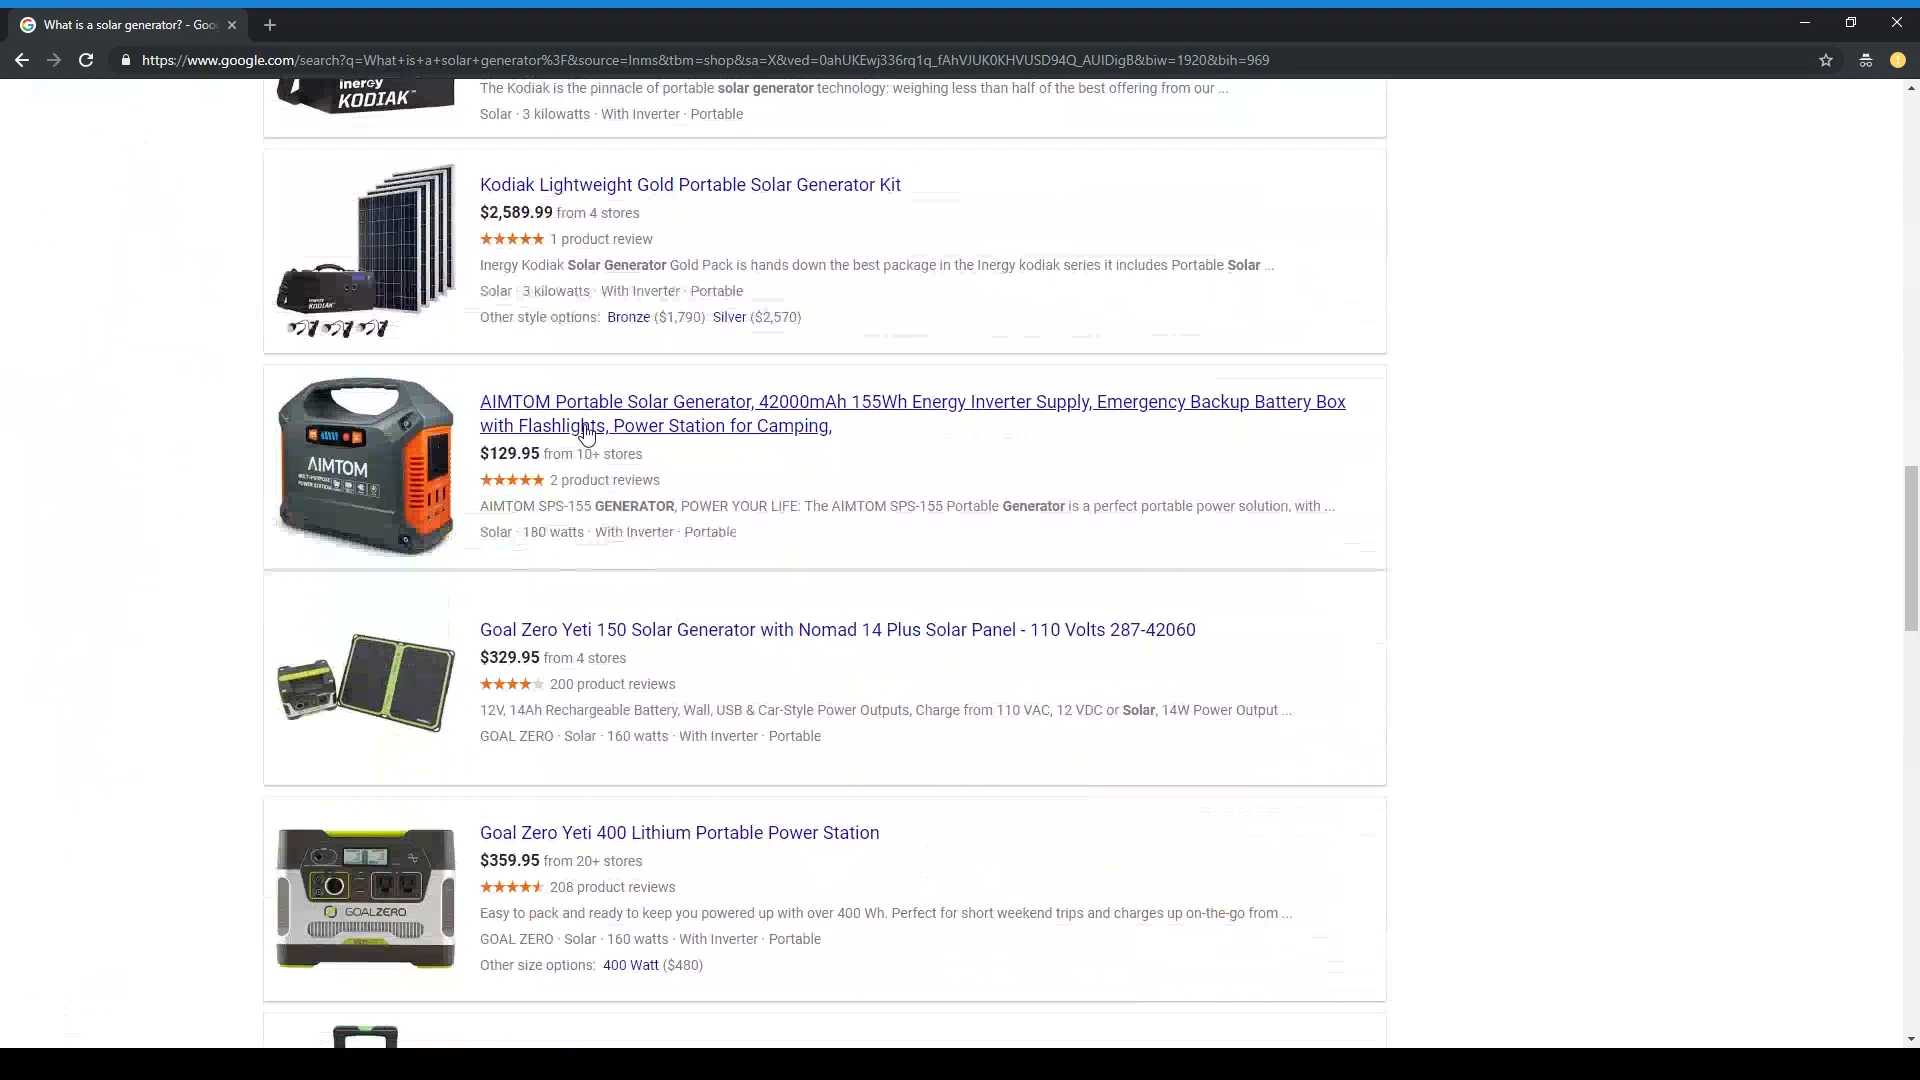 What is a solar generator? - Goo
https://www.google.com/search?q=What+is+a+solar+generator%3F&source=lnms&tbm=shop&sa=X&ved=0ahUKEwj336rq1q_fAhVJUK0KHVUSD94Q_AUIDigB&biw=1920&bih=969
inergy
KODIAK
The Kodiak is the pinnacle of portable solar generator technology: weighing less than half of the best offering from our ...
Solar · 3 kilowatts · With Inverter · Portable
Kodiak Lightweight Gold Portable Solar Generator Kit
$2,589.99 from 4 stores
1 product review
Inergy Kodiak Solar Generator Gold Pack is hands down the best package in the Inergy kodiak series it includes Portable Solar ...
Solar · 3 kilowatts · With Inverter · Portable
Other style options: Bronze ($1,790) Silver ($2,570)
KODIAK
AIMTOM Portable Solar Generator, 42000mAh 155Wh Energy Inverter Supply, Emergency Backup Battery Box
with Flashlights, Power Station for Camping,
$129.95 from 10+ stores
2 product reviews
AIMTOM SPS-155 GENERATOR, POWER YOUR LIFE: The AIMTOM SPS-155 Portable Generator is a perfect portable power solution, with ...
Solar · 180 watts · With Inverter · Portable
AIMTOM
MULTI-PURPOSE
POWER STATION
Goal Zero Yeti 150 Solar Generator with Nomad 14 Plus Solar Panel - 110 Volts 287-42060
$329.95 from 4 stores
200 product reviews
12V, 14Ah Rechargeable Battery, Wall, USB & Car-Style Power Outputs, Charge from 110 VAC, 12 VDC or Solar, 14W Power Output ...
GOAL ZERO · Solar · 160 watts · With Inverter · Portable
Goal Zero Yeti 400 Lithium Portable Power Station
$359.95 from 20+ stores
208 product reviews
Easy to pack and ready to keep you powered up with over 400 Wh. Perfect for short weekend trips and charges up on-the-go from ...
GOAL ZERO · Solar · 160 watts · With Inverter · Portable
Other size options: 400 Watt ($480)
GOALZERO
YETI